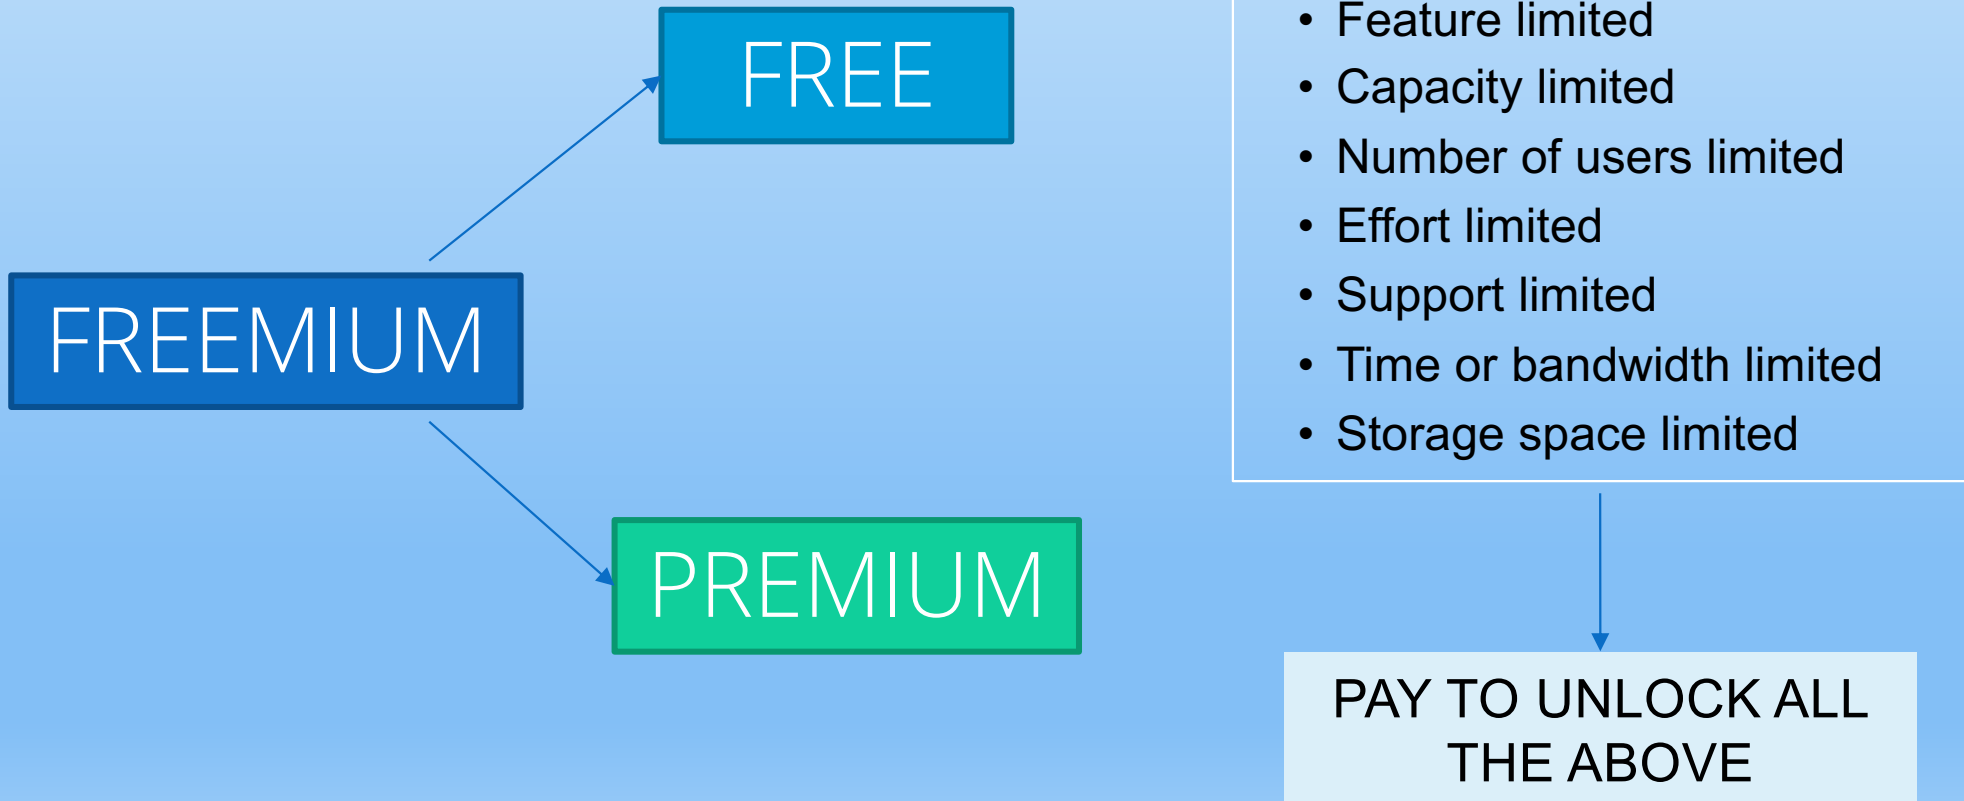 FREE
FREEMIUM
PREMIUM
• Feature limited
• Capacity limited
• Number of users limited
• Effort limited
• Support limited
• Time or bandwidth limited
• Storage space limited
PAY TO UNLOCK ALL
THE ABOVE